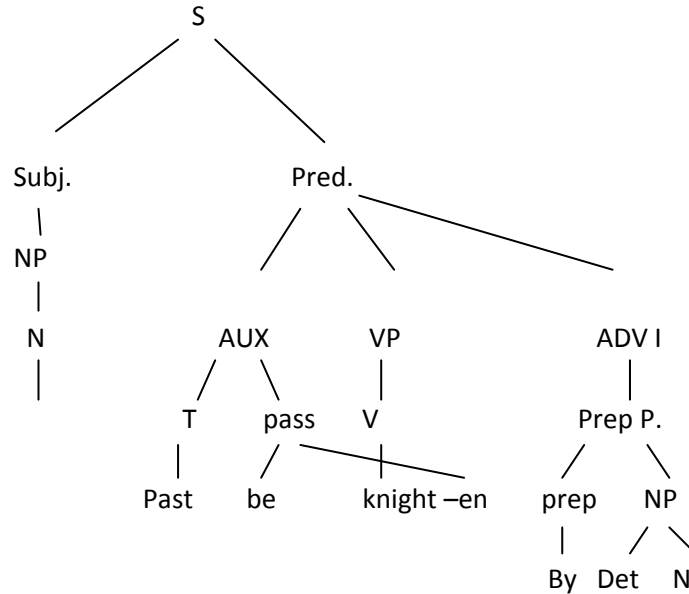 S
Subj. Pred.
NP
N AUX VP ADV I
T pass V Prep P.
Past be knight –en prep NP
By Det N